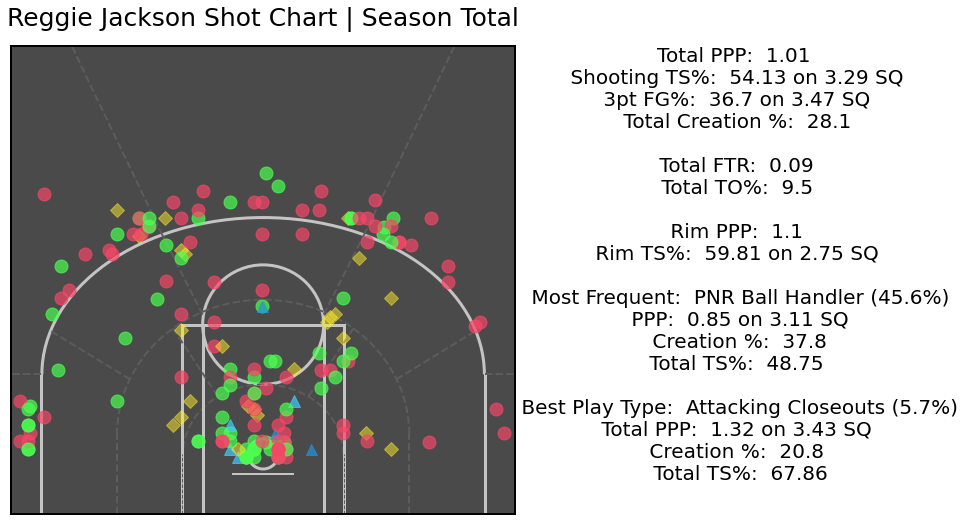 Reggie Jackson Shot Chart | Season Total
Total PPP: 1.01
Shooting TS%: 54.13 on 3.29 SQ
3pt FG%: 36.7 on 3.47 SQ
Total Creation %: 28.1
Total FTR: 0.09
Total TO%: 9.5
Rim PPP: 1.1
Rim TS%: 59.81 on 2.75 SQ
Most Frequent: PNR Ball Handler (45.6%)
PPP: 0.85 on 3.11 SQ
Creation %: 37.8
Total TS%: 48.75
Best Play Type: Attacking Closeouts (5.7%)
Total PPP: 1.32 on 3.43 SQ
Creation %: 20.8
Total TS%: 67.86